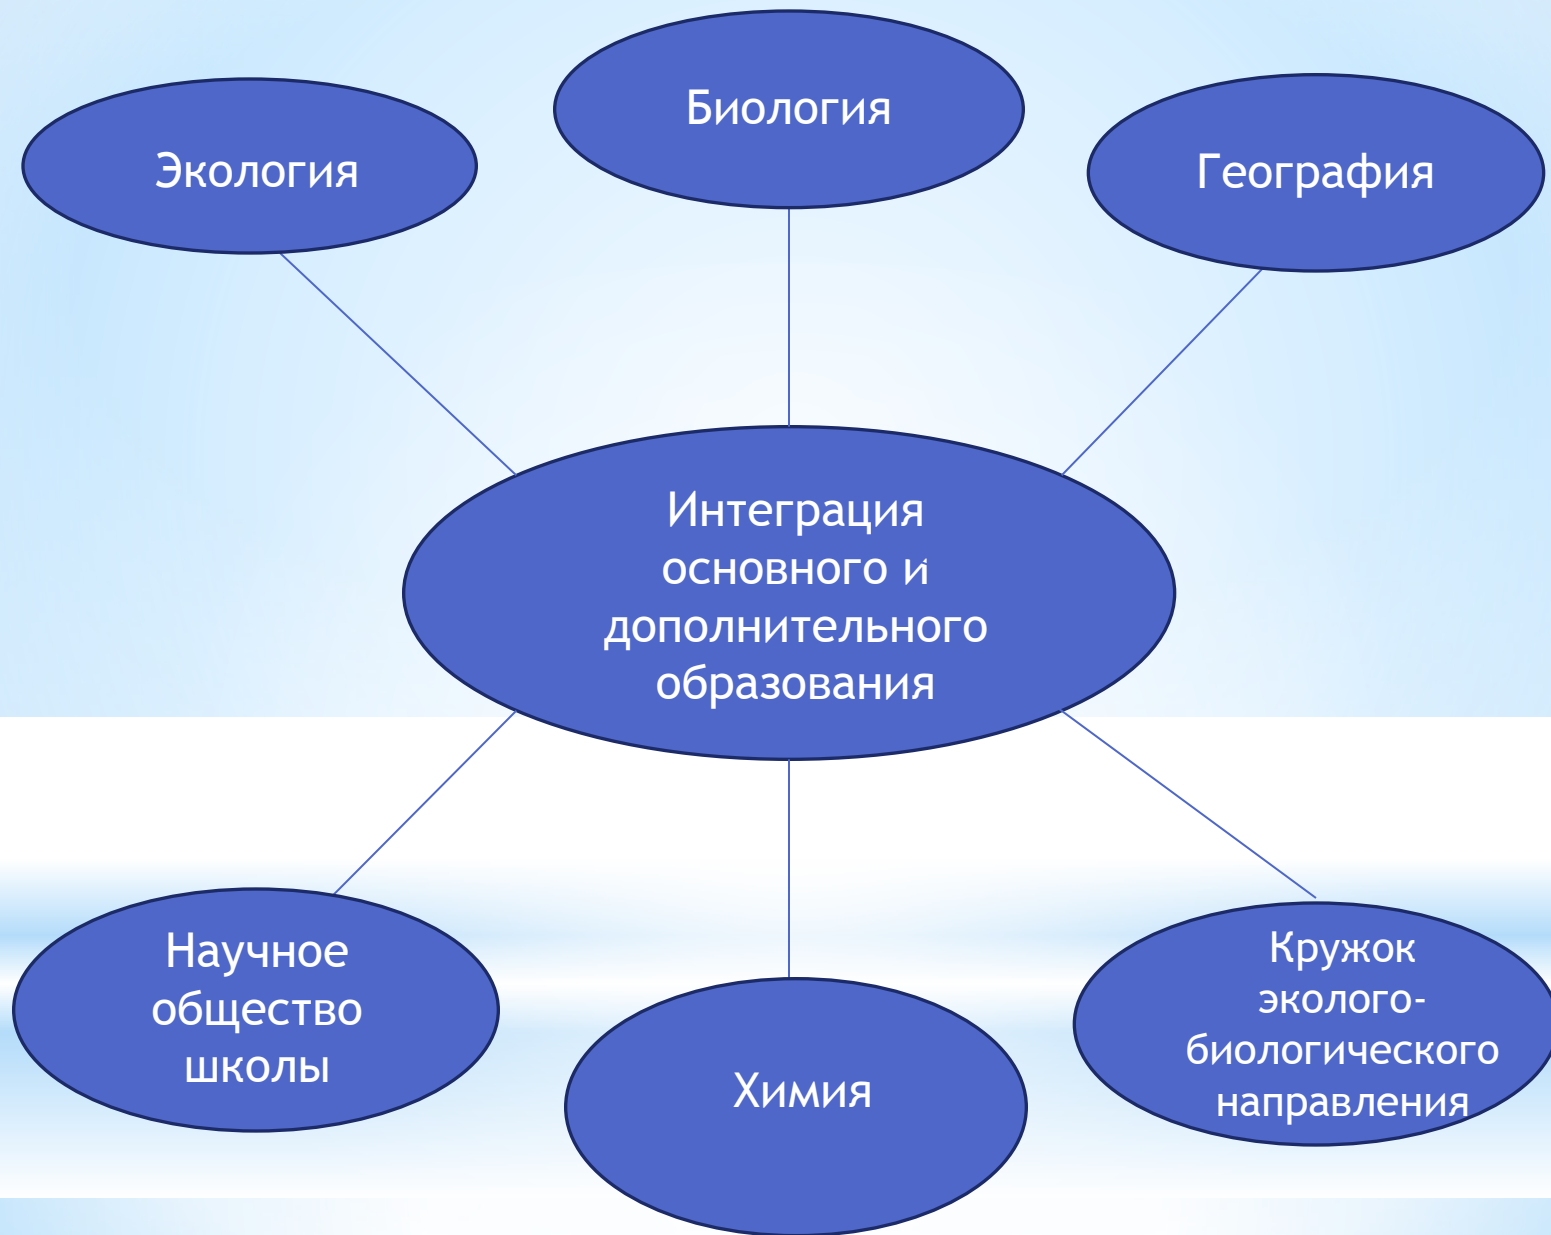 Биология
Экология
География
Интеграция
основного и
дополнительного
образования
Научное
общество
школы
Химия
Кружок
эколого-
биологического
направления